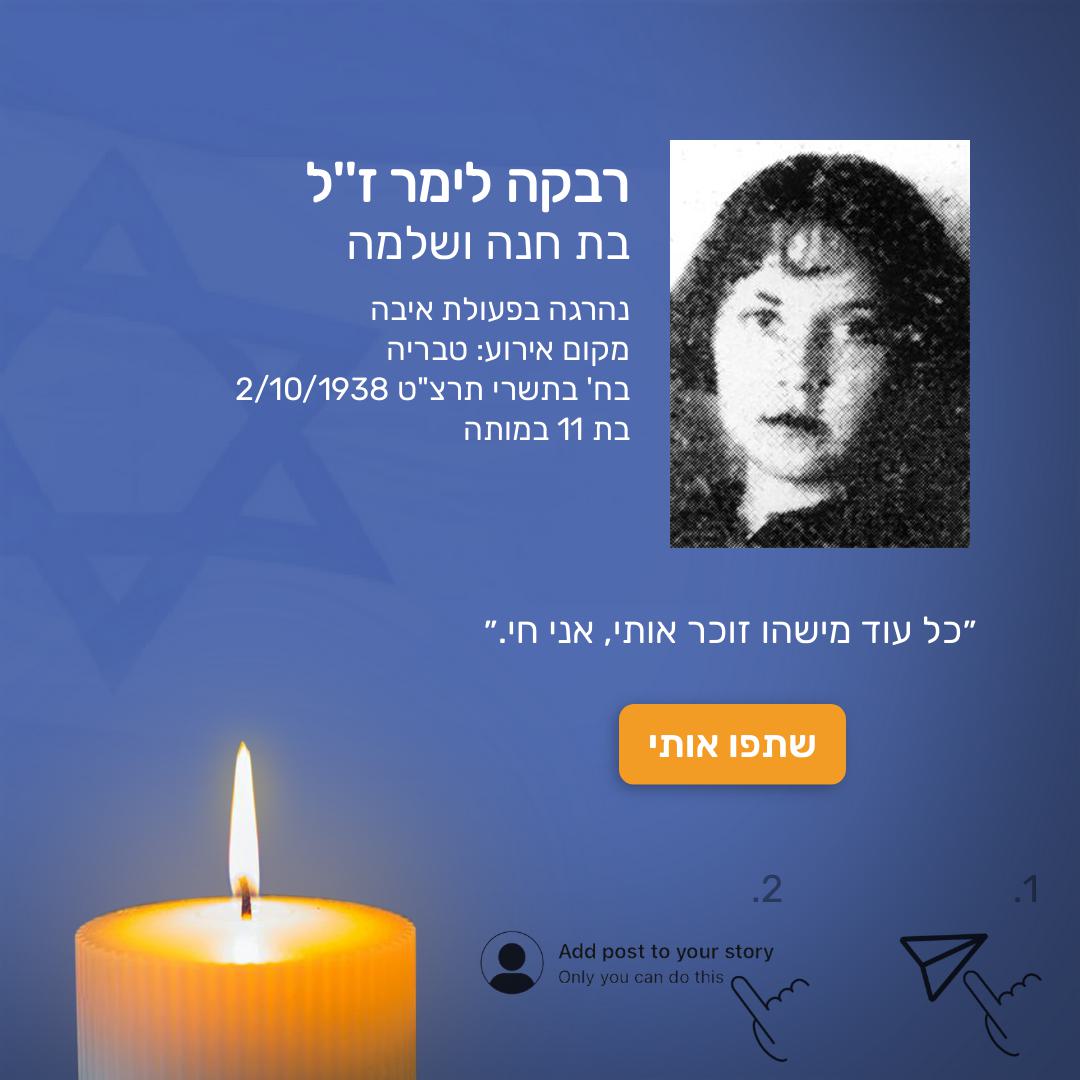 רבקה לימר ז"ל
בת חנה ושלמה
נהרגה בפעולת איבה
מקום אירוע: טבריה
בח' בתשרי תרצ"ט 2/10/1938
בת 11 במותה
״כל עוד מישהו זוכר אותי, אני חי.״
שתפו אותי
1.
2.
Add post to your story
Only you can do this